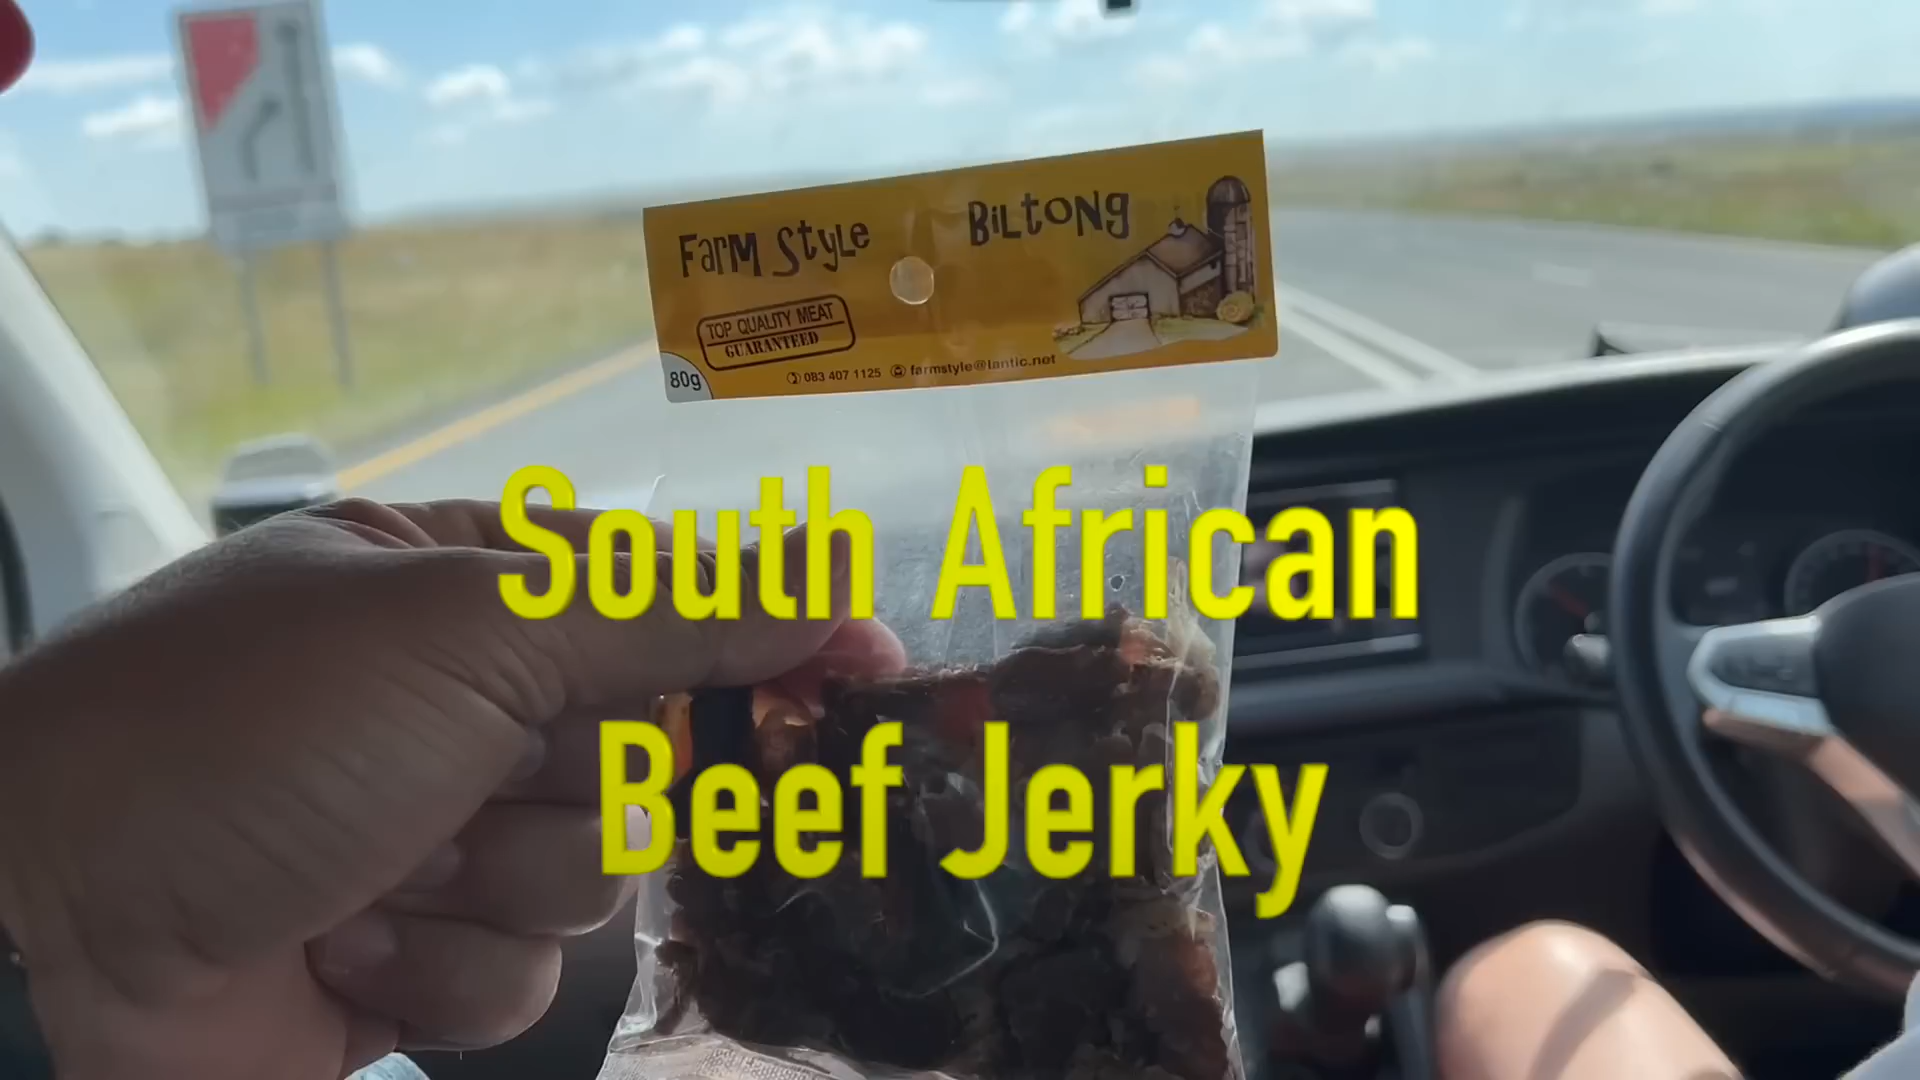 Farm Style Biltong
TOP QUALITY MEAT
GUARANTEED
80g
083 407 1125 farmstyle@lantic.net
South African
Beef Jerky